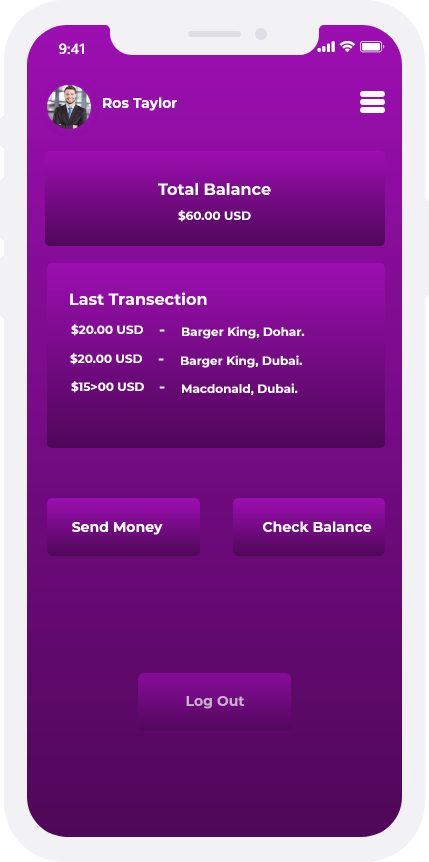 9:41
Ros Taylor
Total Balance
$60.00 USD
Last Transection
$20.00 USD - Barger King, Dohar.
$20.00 USD - Barger King, Dubai.
$15>00 USD - Macdonald, Dubai.
Send Money
Check Balance
Log Out